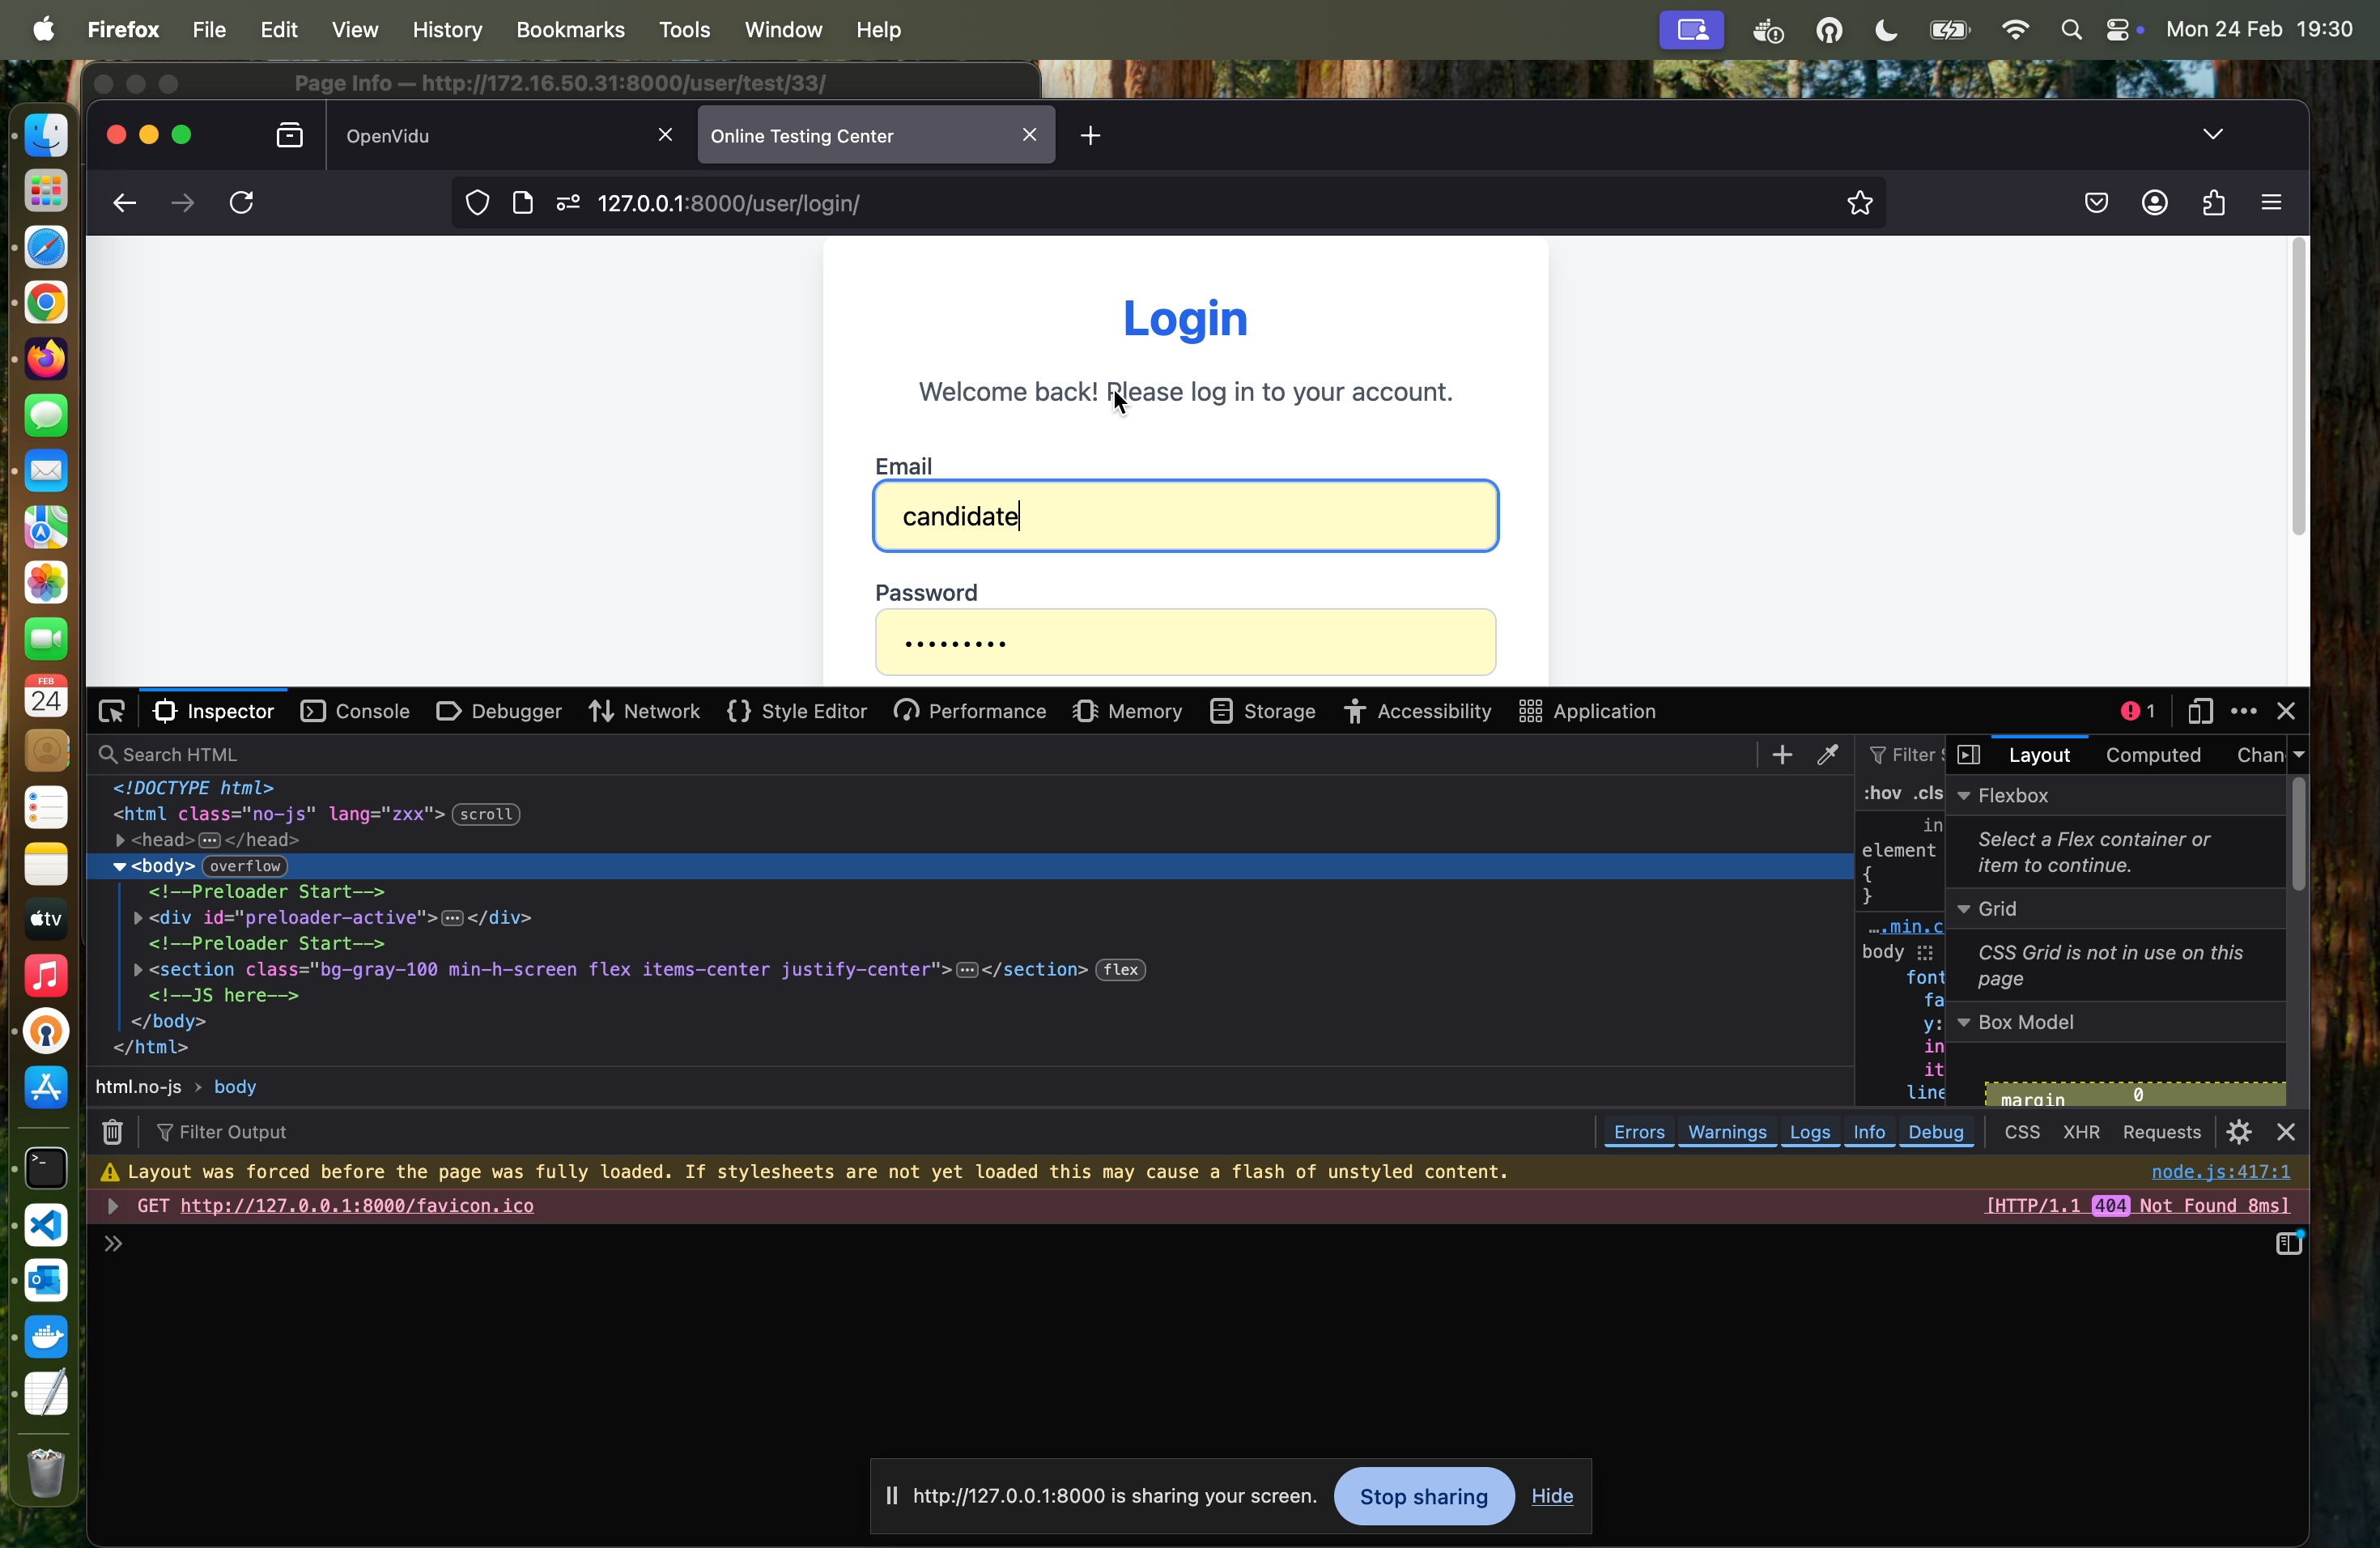 Firefox File Edit View History Bookmarks Tools Window Help Mon 24 Feb 19:30
Page Info — http://172.16.50.31:8000/user/test/33/
OpenVidu Online Testing Center
127.0.0.1:8000/user/login/
Login
Welcome back! Please log in to your account.
Email
candidate
Password
Inspector Console Debugger Network Style Editor Performance Memory Storage Accessibility Application 1
Search HTML
Filter S Layout Computed Chan
<!DOCTYPE html>
<html class="no-js" lang="zxx"> scroll
<head> </head>
<body> overflow
<!--Preloader Start-->
<div id="preloader-active"> </div>
<!--Preloader Start-->
<section class="bg-gray-100 min-h-screen flex items-center justify-center"> </section> flex
<!--JS here-->
</body>
</html>
html.no-js > body
:hov .cls
in
element
{
}
….min.c
body
font
fa
y:
in
it
line
Flexbox
Select a Flex container or
item to continue.
Grid
CSS Grid is not in use on this
page
Box Model
margin 0
Filter Output Errors Warnings Logs Info Debug CSS XHR Requests
Layout was forced before the page was fully loaded. If stylesheets are not yet loaded this may cause a flash of unstyled content. node.js:417:1
GET http://127.0.0.1:8000/favicon.ico [HTTP/1.1 404 Not Found 8ms]
http://127.0.0.1:8000 is sharing your screen. Stop sharing Hide
FEB
24
tv